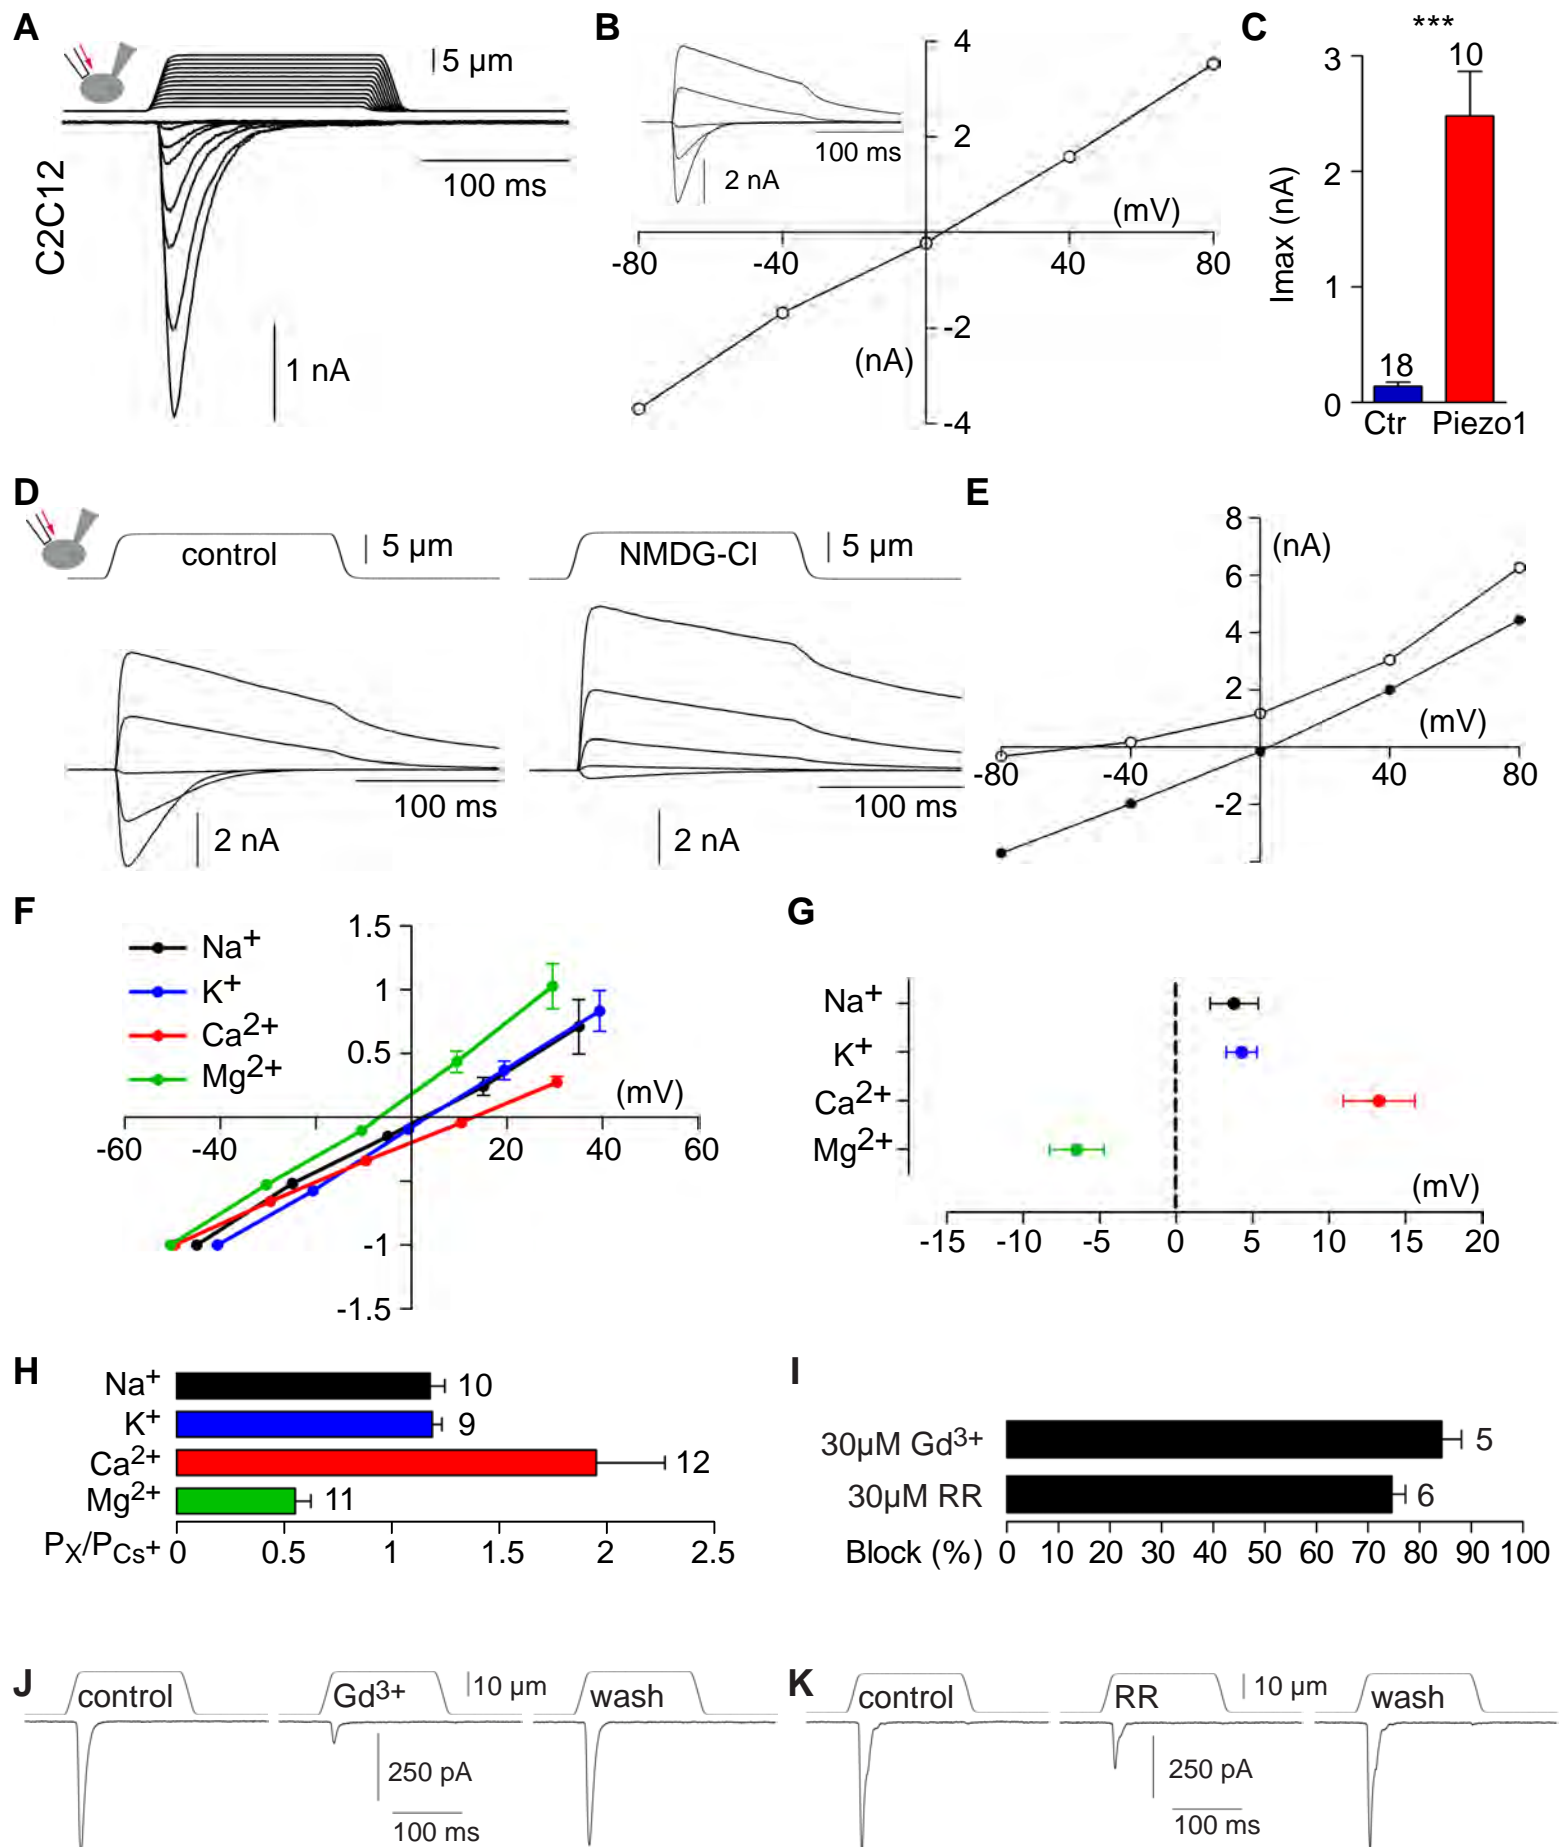 A
5 µm
C2C12
100 ms
1 nA
B
4
2
100 ms
2 nA
(mV)
-80 -40 40 80
-2
(nA)
-4
C
***
10
3
2
Imax (nA)
1
18
0
Ctr Piezo1
D
control
5 µm
NMDG-Cl
5 µm
100 ms
2 nA
100 ms
2 nA
E
8
(nA)
6
4
2
(mV)
-80 -40 40 80
-2
F
Na+
K+
Ca2+
Mg2+
1.5
1
0.5
(mV)
-60 -40 20 40 60
-1
-1.5
G
Na+
K+
Ca2+
Mg2+
(mV)
-15 -10 -5 0 5 10 15 20
H
Na+ 10
K+ 9
Ca2+ 12
Mg2+ 11
PX/PCs+ 0 0.5 1 1.5 2 2.5
I
30µM Gd3+ 5
30µM RR 6
Block (%) 0 10 20 30 40 50 60 70 80 90 100
J
control
Gd3+
10 µm
wash
250 pA
100 ms
K
control
RR
10 µm
wash
250 pA
100 ms